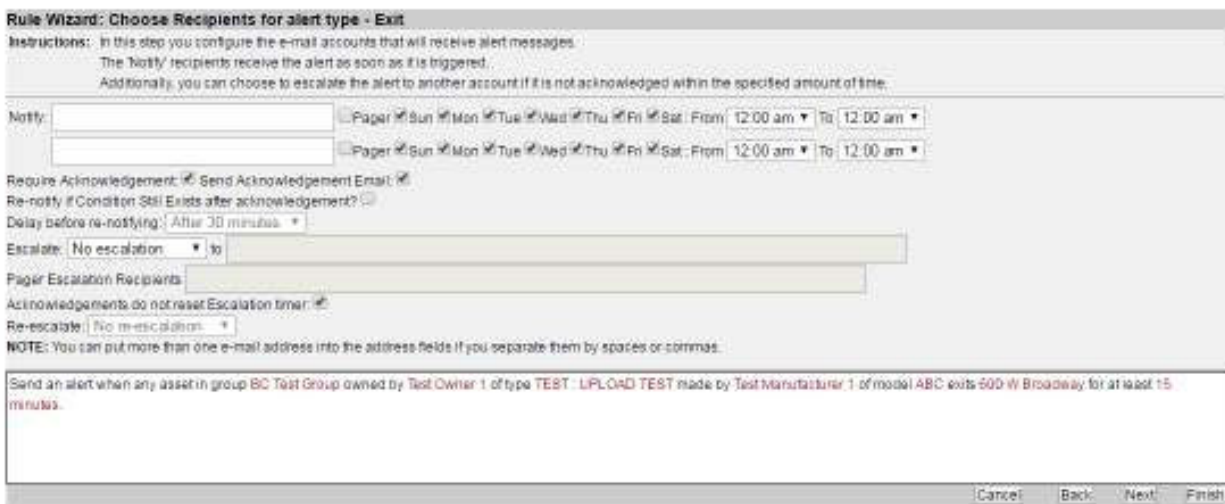 Rule Wizard: Choose Recipients for alert type - Exit
Instructions: In this step you configure the e-mail accounts that will receive alert messages.
The 'Notify' recipients receive the alert as soon as it is triggered.
Additionally, you can choose to escalate the alert to another account if it is not acknowledged within the specified amount of time.
Notify: Pager Sun Mon Tue Wed Thu Fri Sat : From 12:00 am To 12:00 am
Pager Sun Mon Tue Wed Thu Fri Sat : From 12:00 am To 12:00 am
Require Acknowledgement: Send Acknowledgement Email:
Re-notify if Condition Still Exists after acknowledgement?
Delay before re-notifying: After 30 minutes
Escalate: No escalation to
Pager Escalation Recipients
Acknowledgements do not reset Escalation timer:
Re-escalate: No re-escalation
NOTE: You can put more than one e-mail address into the address fields if you separate them by spaces or commas.
Send an alert when any asset in group BC Test Group owned by Test Owner 1 of type TEST : UPLOAD TEST made by Test Manufacturer 1 of model ABC exits 600 W Broadway for at least 15
minutes.
Cancel Back Next Finish